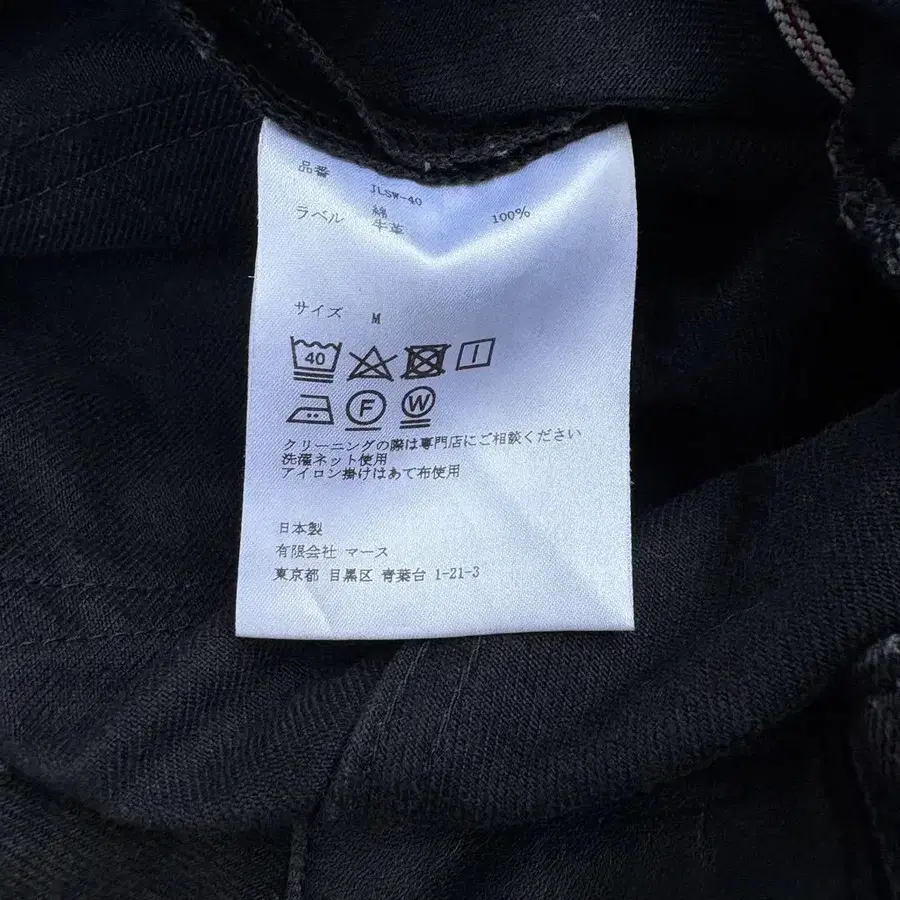 品番 JLSW-40
綿 100%
ラベル 牛革
サイズ M
40
F W
クリーニングの際は専門店にご相談ください
洗濯ネット使用
アイロン掛けはあて布使用
日本製
有限会社 マース
東京都 目黒区 青葉台 1-21-3